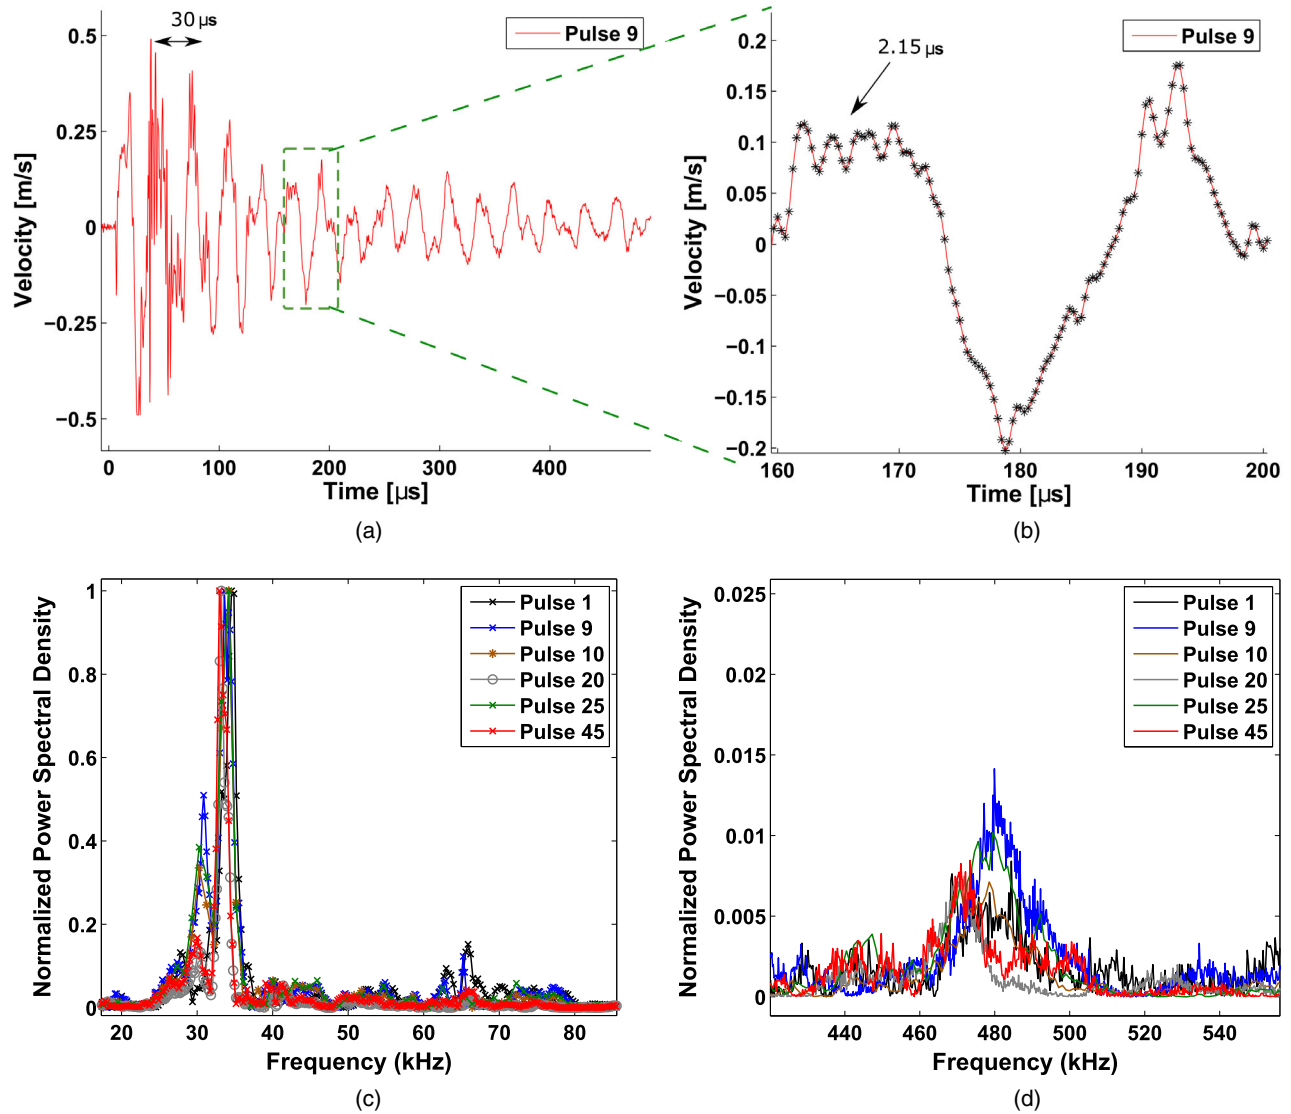 30 μs
Pulse 9
0.5
0.25
0
−0.25
−0.5
Velocity [m/s]
0 100 200 300 400
Time [μs]
(a)
2.15 μs
Pulse 9
0.2
0.15
0.1
0.05
0
−0.05
−0.1
−0.15
−0.2
Velocity [m/s]
160 170 180 190 200
Time [μs]
(b)
Pulse 1
Pulse 9
Pulse 10
Pulse 20
Pulse 25
Pulse 45
1
0.8
0.6
0.4
0.2
0
Normalized Power Spectral Density
20 30 40 50 60 70 80
Frequency (kHz)
(c)
Pulse 1
Pulse 9
Pulse 10
Pulse 20
Pulse 25
Pulse 45
0.025
0.02
0.015
0.01
0.005
0
Normalized Power Spectral Density
440 460 480 500 520 540
Frequency (kHz)
(d)